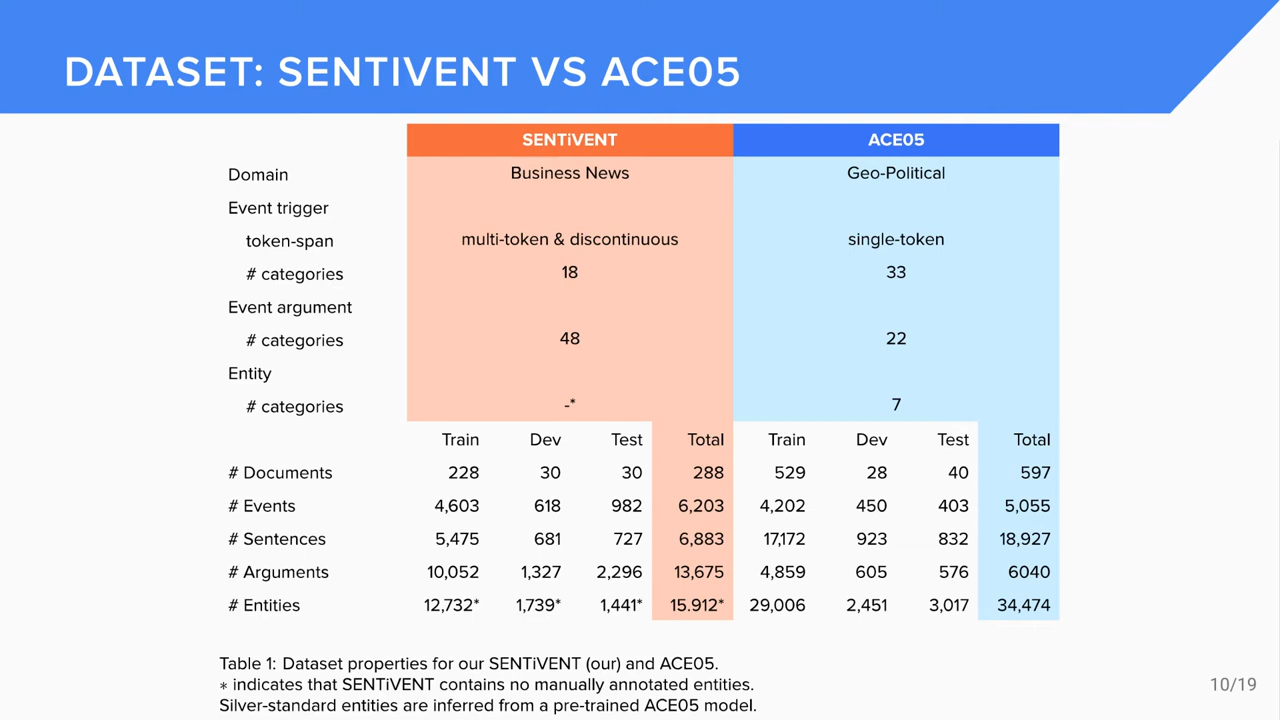 DATASET: SENTIVENT VS ACE05
SENTiVENT ACE05
Domain Business News Geo-Political
Event trigger
token-span multi-token & discontinuous single-token
# categories 18 33
Event argument
# categories 48 22
Entity
# categories -* 7
Train Dev Test Total Train Dev Test Total
# Documents 228 30 30 288 529 28 40 597
# Events 4,603 618 982 6,203 4,202 450 403 5,055
# Sentences 5,475 681 727 6,883 17,172 923 832 18,927
# Arguments 10,052 1,327 2,296 13,675 4,859 605 576 6040
# Entities 12,732* 1,739* 1,441* 15.912* 29,006 2,451 3,017 34,474
Table 1: Dataset properties for our SENTiVENT (our) and ACE05.
* indicates that SENTiVENT contains no manually annotated entities.
Silver-standard entities are inferred from a pre-trained ACE05 model.
10/19